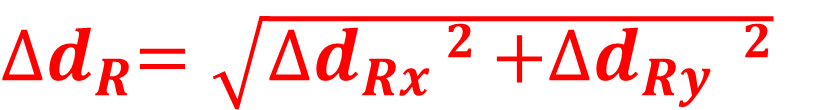 Δd_R = √(Δd_Rx² + Δd_Ry²)